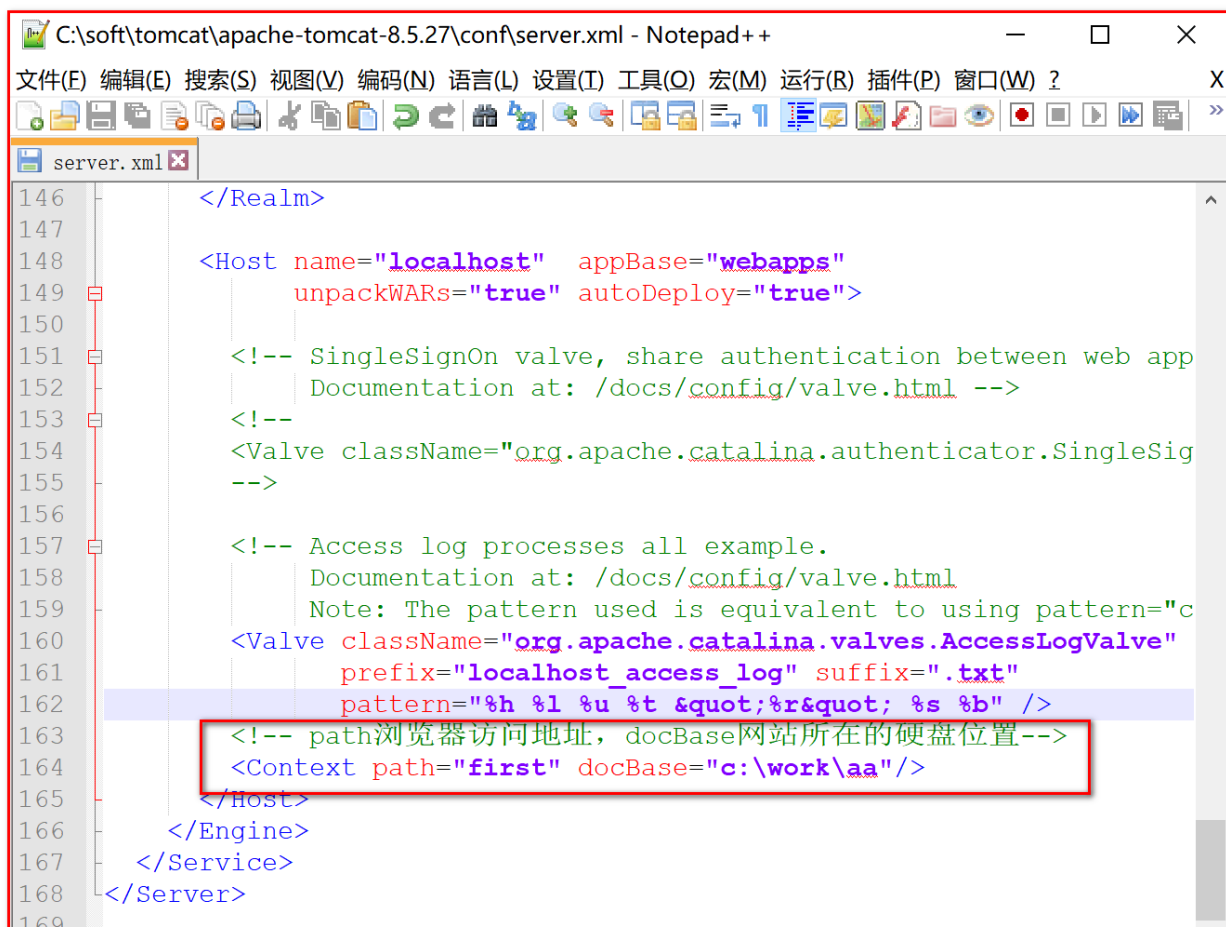 C:\soft\tomcat\apache-tomcat-8.5.27\conf\server.xml - Notepad++
文件(F) 编辑(E) 搜索(S) 视图(V) 编码(N) 语言(L) 设置(T) 工具(O) 宏(M) 运行(R) 插件(P) 窗口(W) ? X
server.xml
146 </Realm>
147
148 <Host name="localhost"  appBase="webapps"
149 unpackWARs="true" autoDeploy="true">
150
151 <!-- SingleSignOn valve, share authentication between web app
152 Documentation at: /docs/config/valve.html -->
153 <!--
154 <Valve className="org.apache.catalina.authenticator.SingleSig
155 -->
156
157 <!-- Access log processes all example.
158 Documentation at: /docs/config/valve.html
159 Note: The pattern used is equivalent to using pattern="c
160 <Valve className="org.apache.catalina.valves.AccessLogValve"
161 prefix="localhost_access_log" suffix=".txt"
162 pattern="%h %l %u %t &quot;%r&quot; %s %b" />
163 <!-- path浏览器访问地址，docBase网站所在的硬盘位置-->
164 <Context path="first" docBase="c:\work\aa"/>
165 </Host>
166 </Engine>
167 </Service>
168 </Server>
169